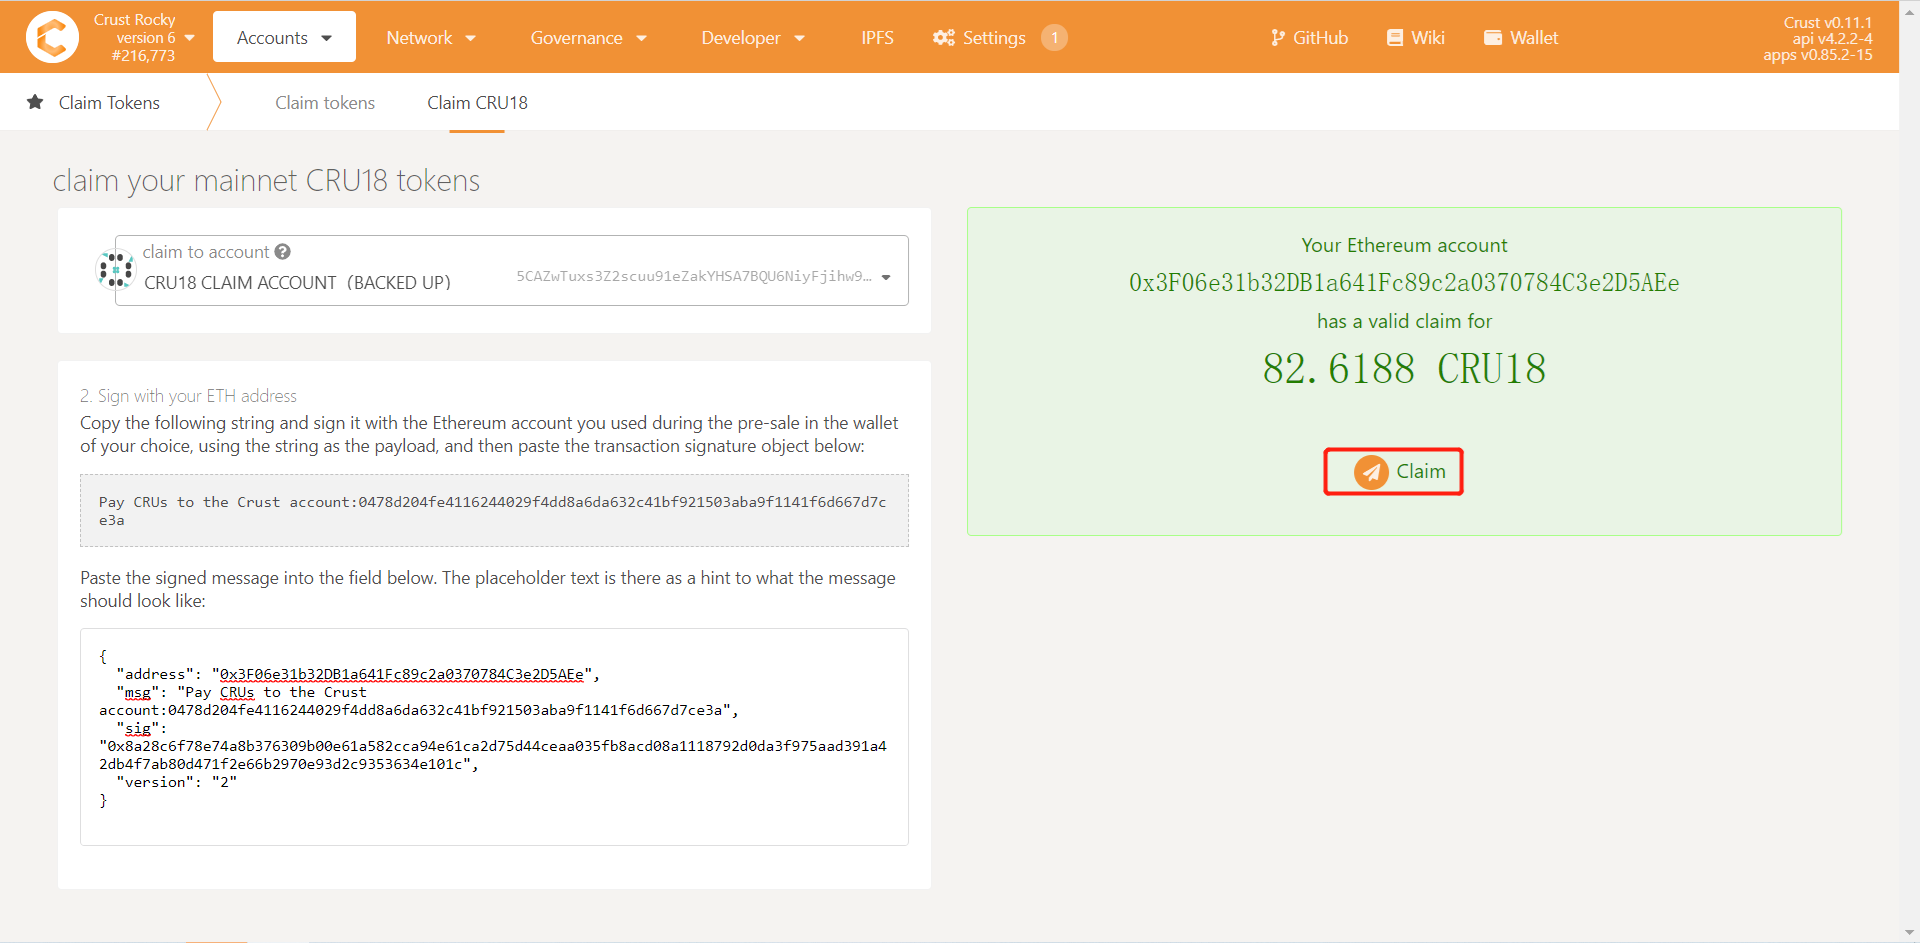 Crust Rocky
version 6
#216,773
Accounts
Network
Governance
Developer
IPFS
Settings
1
GitHub
Wiki
Wallet
Crust v0.11.1
api v4.2.2-4
apps v0.85.2-15
Claim Tokens
Claim tokens
Claim CRU18
claim your mainnet CRU18 tokens
claim to account
CRU18 CLAIM ACCOUNT（BACKED UP）
5CAZwTuxs3Z2scuu91eZakYHSA7BQU6NiyFjihw9…
2. Sign with your ETH address
Copy the following string and sign it with the Ethereum account you used during the pre-sale in the wallet
of your choice, using the string as the payload, and then paste the transaction signature object below:
Pay CRUs to the Crust account:0478d204fe4116244029f4dd8a6da632c41bf921503aba9f1141f6d667d7c
e3a
Paste the signed message into the field below. The placeholder text is there as a hint to what the message
should look like:
{
"address": "0x3F06e31b32DB1a641Fc89c2a0370784C3e2D5AEe",
"msg": "Pay CRUs to the Crust
account:0478d204fe4116244029f4dd8a6da632c41bf921503aba9f1141f6d667d7ce3a",
"sig":
"0x8a28c6f78e74a8b376309b00e61a582cca94e61ca2d75d44ceaa035fb8acd08a1118792d0da3f975aad391a4
2db4f7ab80d471f2e66b2970e93d2c9353634e101c",
"version": "2"
}
Your Ethereum account
0x3F06e31b32DB1a641Fc89c2a0370784C3e2D5AEe
has a valid claim for
82.6188 CRU18
Claim